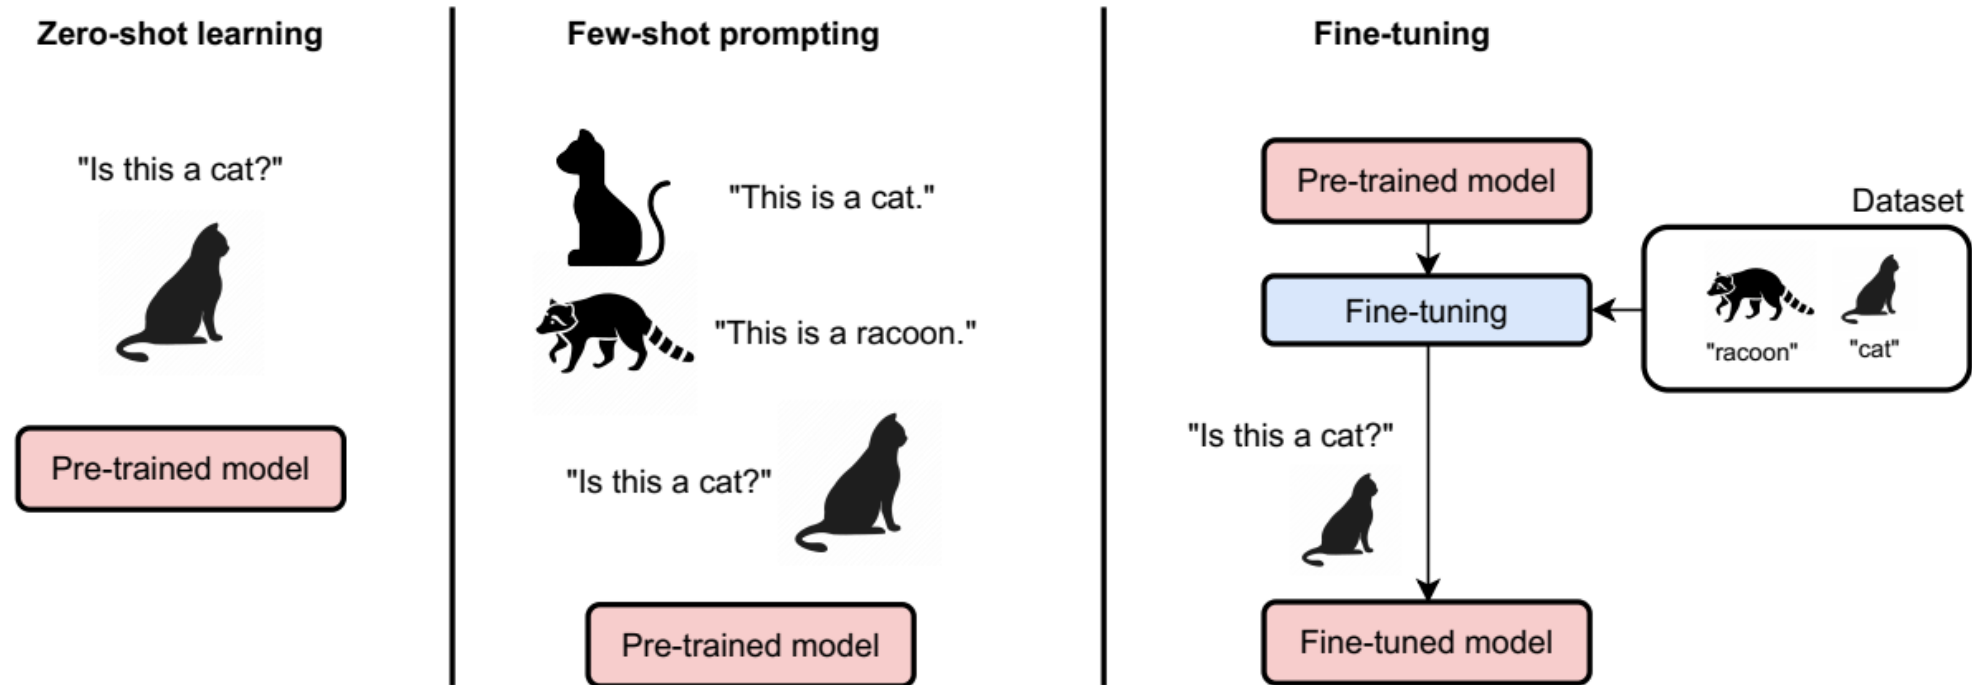 Zero-shot learning
"Is this a cat?"
Pre-trained model
Few-shot prompting
"This is a cat."
"This is a racoon."
"Is this a cat?"
Pre-trained model
Fine-tuning
Pre-trained model
Dataset
Fine-tuning
"racoon" "cat"
"Is this a cat?"
Fine-tuned model